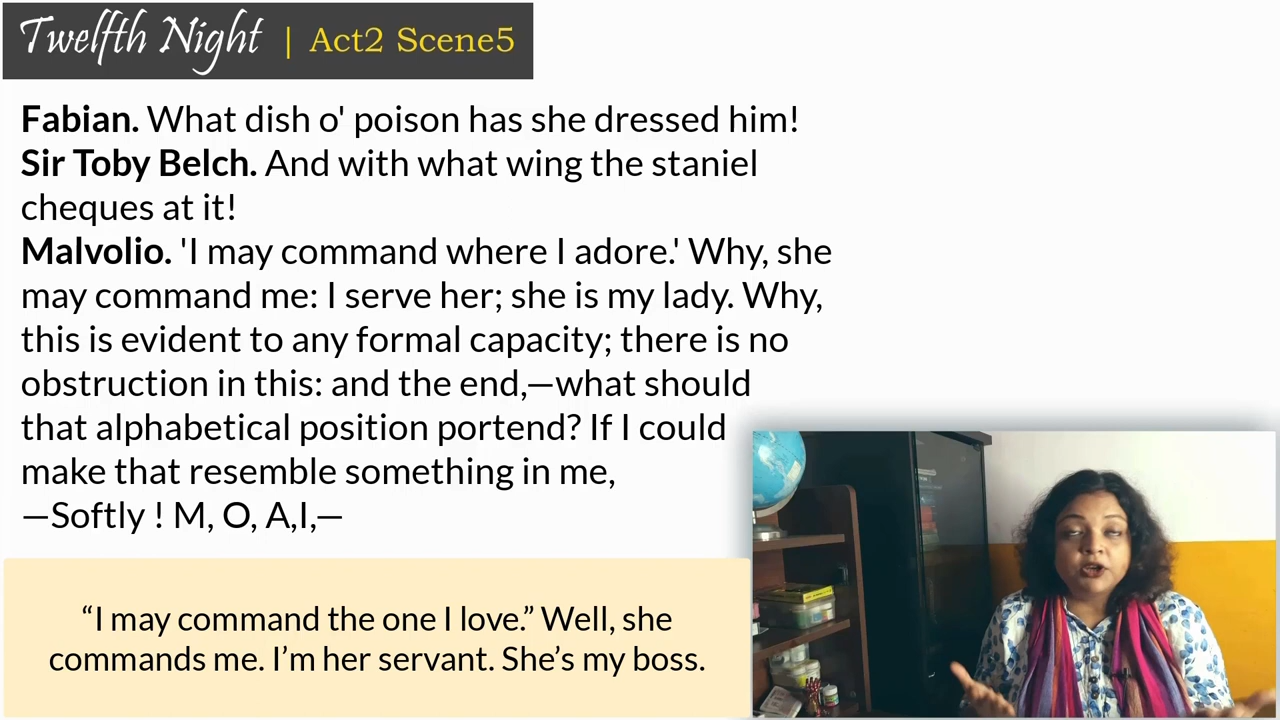 Twelfth Night | Act2 Scene5
Fabian. What dish o' poison has she dressed him!
Sir Toby Belch. And with what wing the staniel
cheques at it!
Malvolio. 'I may command where I adore.' Why, she
may command me: I serve her; she is my lady. Why,
this is evident to any formal capacity; there is no
obstruction in this: and the end,—what should
that alphabetical position portend? If I could
make that resemble something in me,
—Softly ! M, O, A,I,—
“I may command the one I love.” Well, she
commands me. I’m her servant. She’s my boss.